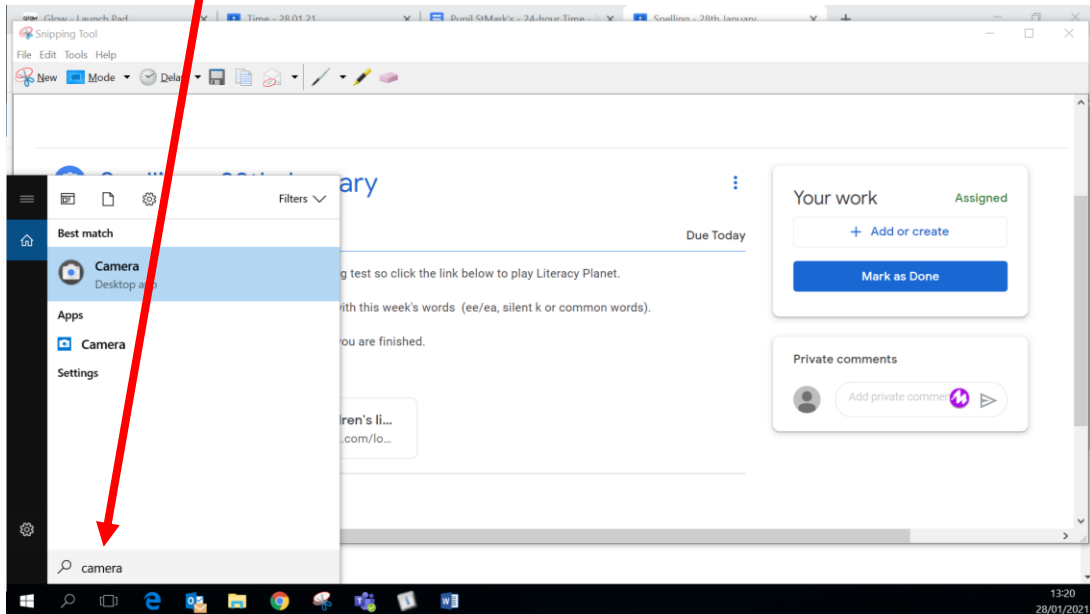 Glow - Launch Pad
Time - 28.01.21
Pupil StMark's - 24-hour Time -
Spelling - 28th January
Snipping Tool
File Edit Tools Help
New Mode Delay
ary
Due Today
Your work Assigned
+ Add or create
Mark as Done
Filters
Best match
Camera
Desktop app
Apps
Camera
Settings
g test so click the link below to play Literacy Planet.
with this week's words (ee/ea, silent k or common words).
you are finished.
dren's li...
.com/lo...
Private comments
Add private commen
camera
13:20
28/01/2021